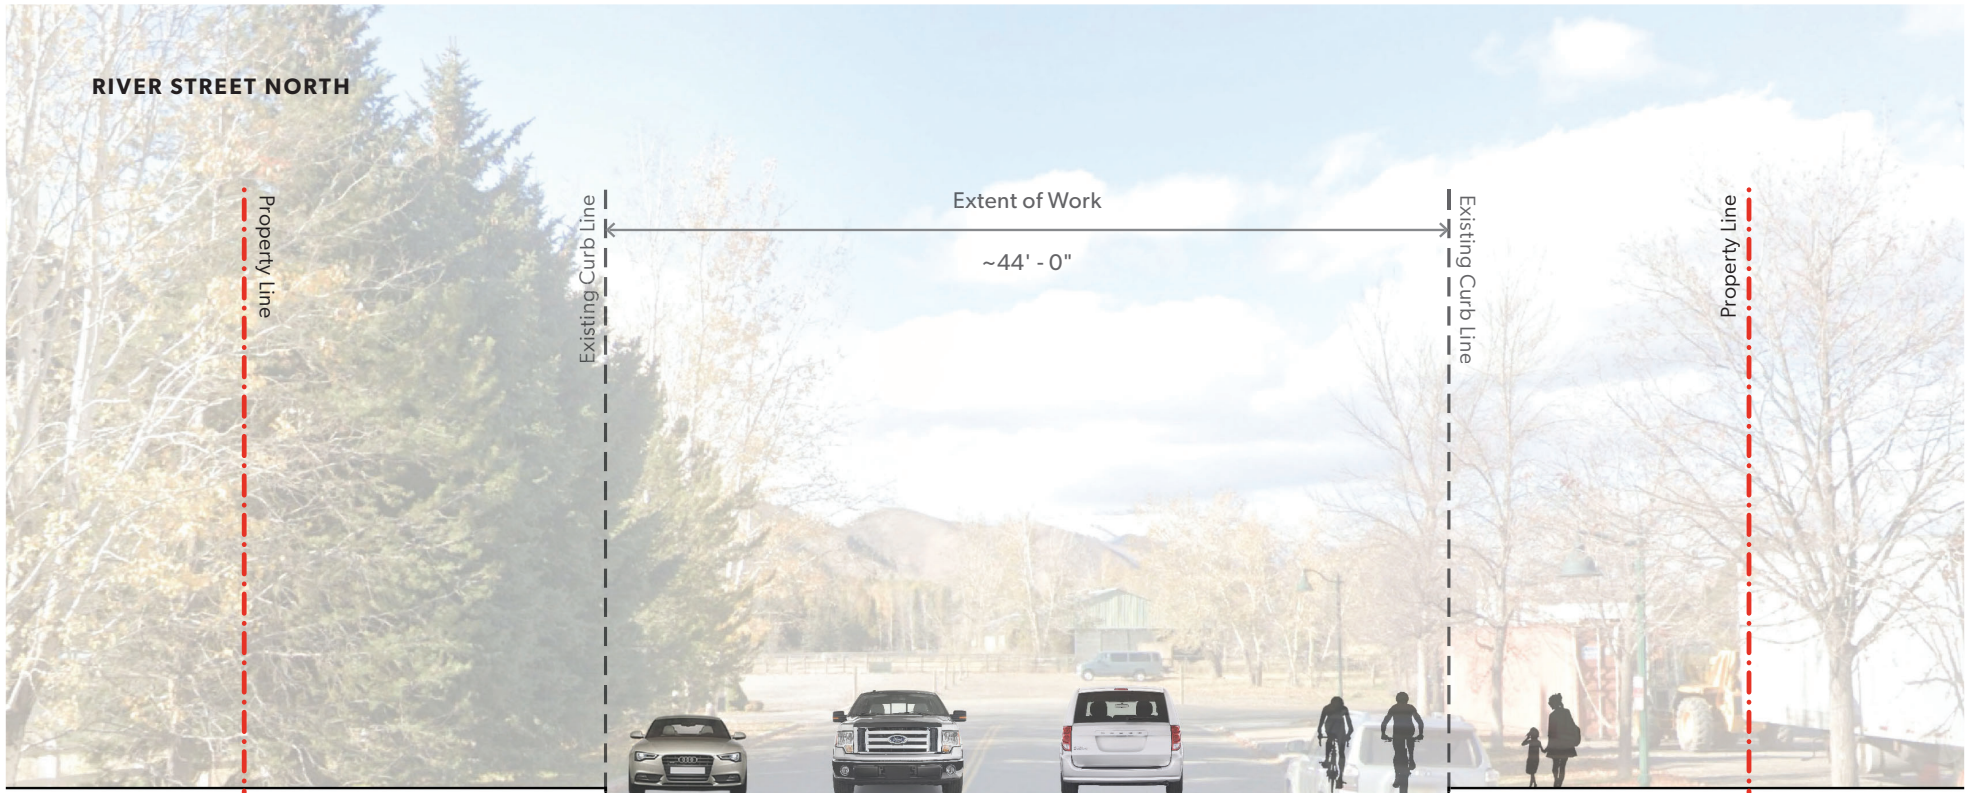 RIVER STREET NORTH
Property Line
Existing Curb Line
Extent of Work
~44' - 0"
Existing Curb Line
Property Line